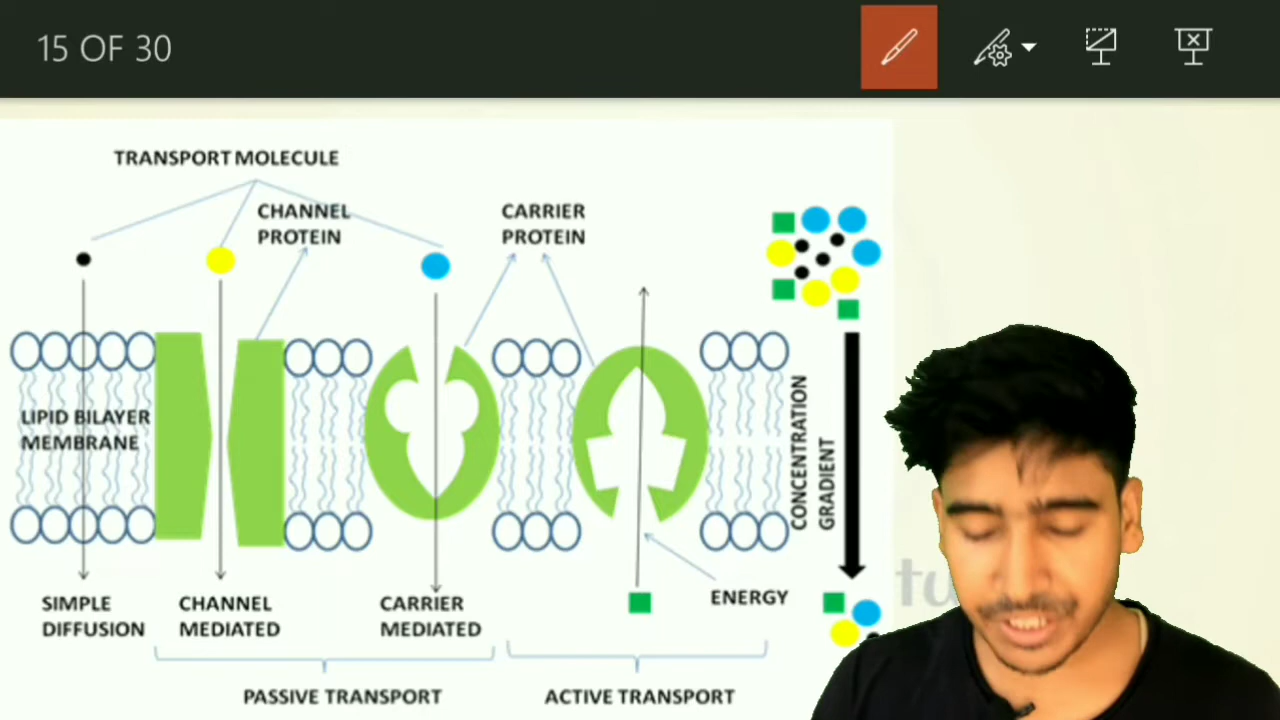 15 OF 30
TRANSPORT MOLECULE
CHANNEL
PROTEIN
CARRIER
PROTEIN
LIPID BILAYER
MEMBRANE
CONCENTRATION
GRADIENT
SIMPLE
DIFFUSION
CHANNEL
MEDIATED
CARRIER
MEDIATED
ENERGY
PASSIVE TRANSPORT
ACTIVE TRANSPORT